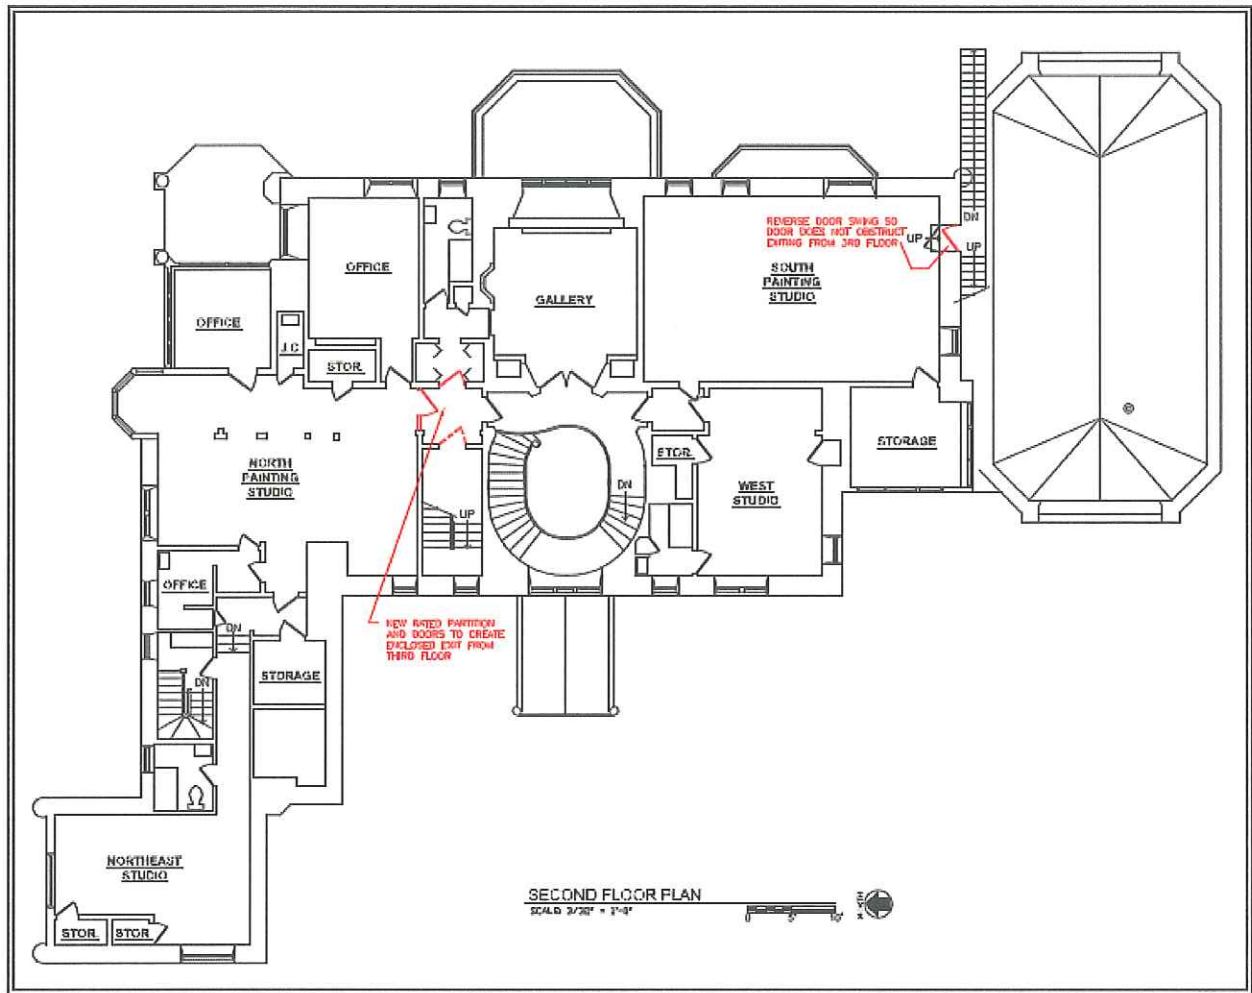 REVERSE DOOR SWING SO
DOOR DOES NOT OBSTRUCT
EXITING FROM 3RD FLOOR
UP
DN
UP
OFFICE
SOUTH
PAINTING
STUDIO
GALLERY
OFFICE
J.C
STOR.
STORAGE
STOR.
NORTH
PAINTING
STUDIO
WEST
STUDIO
DN
UP
OFFICE
DN
NEW RATED PARTITION
AND DOORS TO CREATE
ENCLOSED EXIT FROM
THIRD FLOOR
STORAGE
DN
NORTHEAST
STUDIO
STOR.
STOR
SECOND FLOOR PLAN
0
5'
10'
©